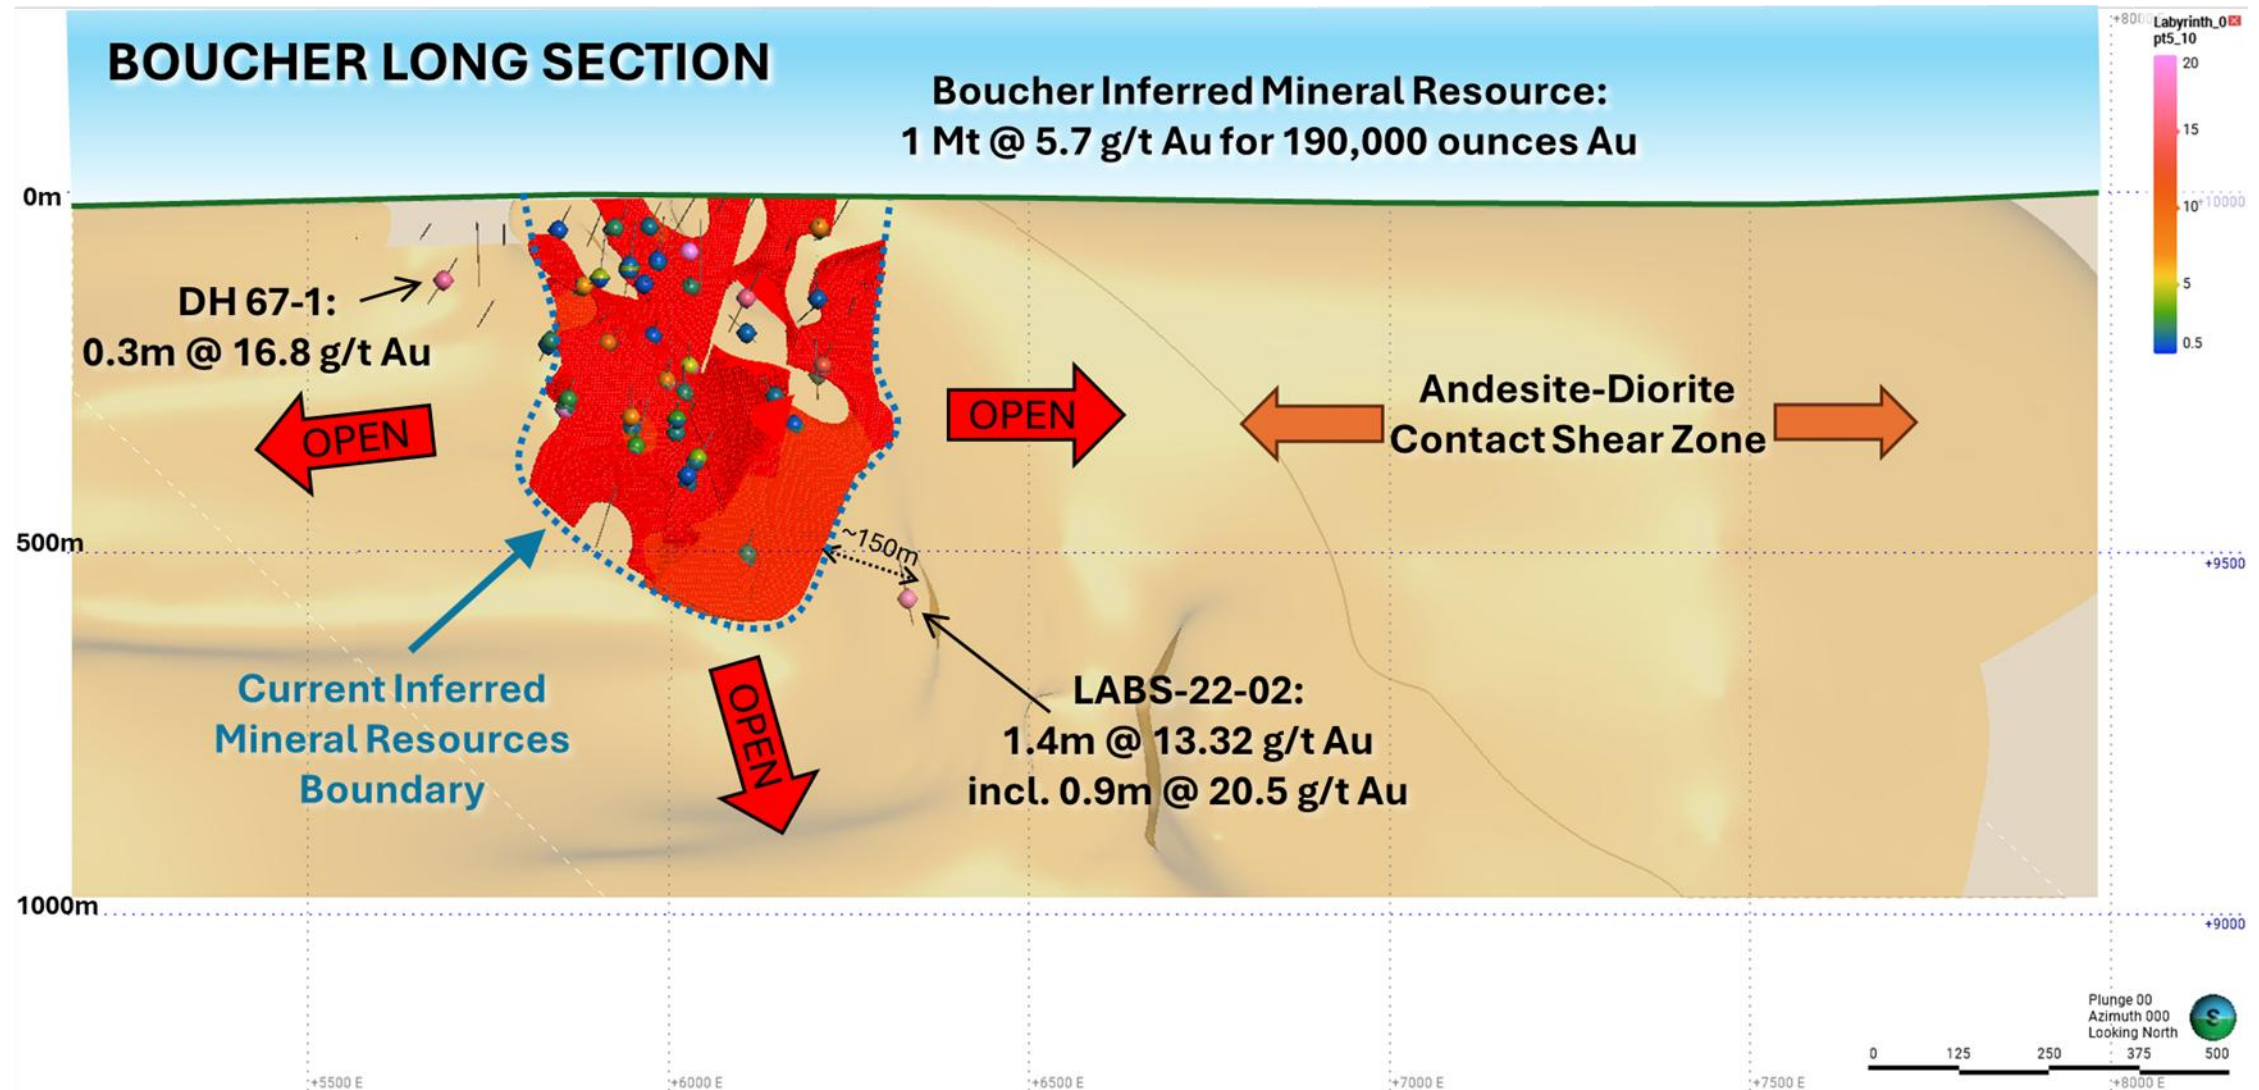 BOUCHER LONG SECTION
Boucher Inferred Mineral Resource:
1 Mt @ 5.7 g/t Au for 190,000 ounces Au
Labyrinth_0
pt5_10
20
15
10
5
0.5
0m
500m
1000m
+10000
+9500
+9000
DH 67-1:
0.3m @ 16.8 g/t Au
OPEN
OPEN
OPEN
Andesite-Diorite
Contact Shear Zone
~150m
Current Inferred
Mineral Resources
Boundary
LABS-22-02:
1.4m @ 13.32 g/t Au
incl. 0.9m @ 20.5 g/t Au
Plunge 00
Azimuth 000
Looking North
S
0 125 250 375 500
+5500 E +6000 E +6500 E +7000 E +7500 E +8000 E